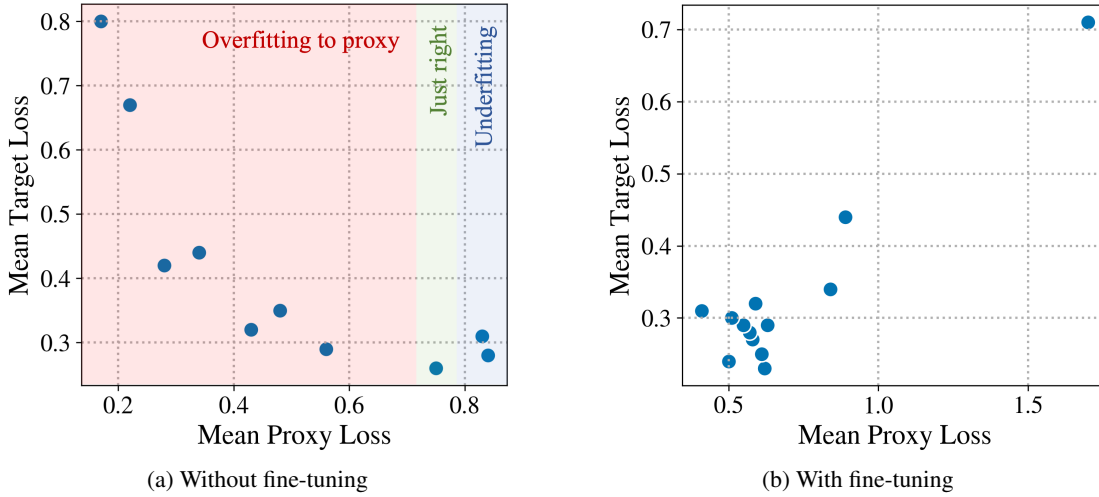 0.8
0.7
0.6
0.5
0.4
0.3
Mean Target Loss
Overfitting to proxy
Just right
Underfitting
0.2
0.4
0.6
0.8
Mean Proxy Loss
(a) Without fine-tuning
0.7
0.6
0.5
0.4
0.3
Mean Target Loss
0.5
1.0
1.5
Mean Proxy Loss
(b) With fine-tuning